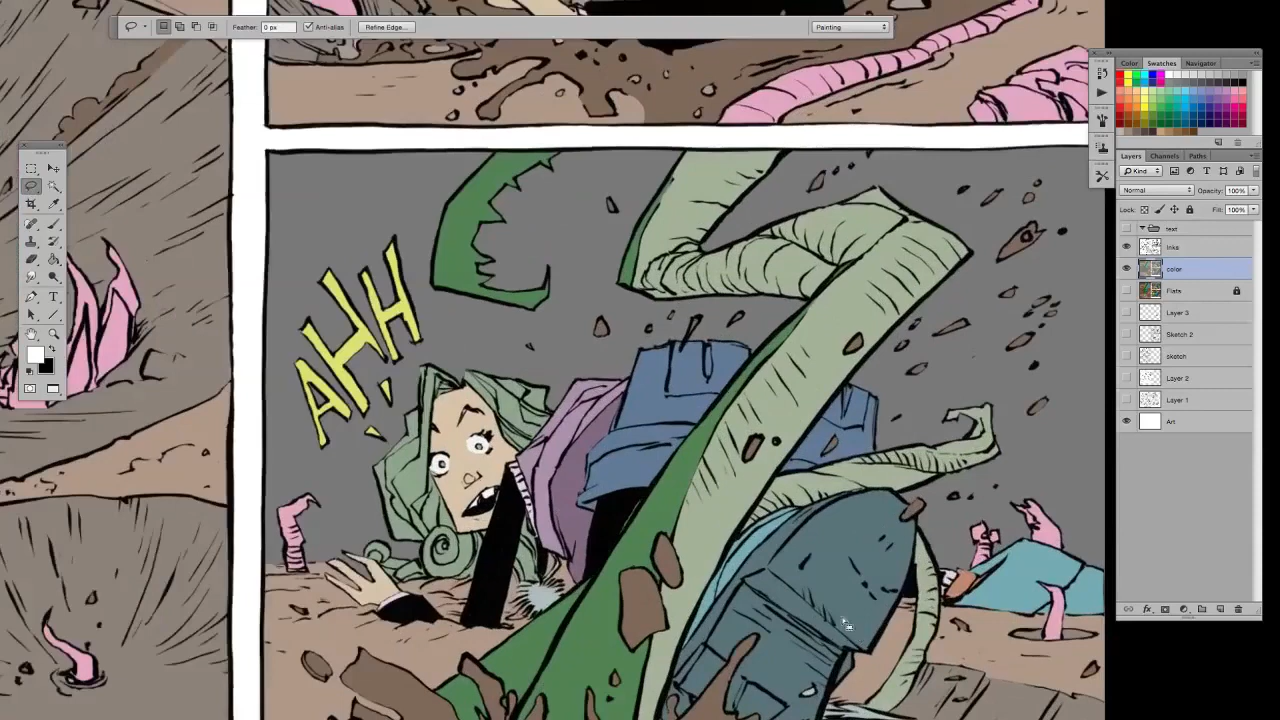 Feather: 0 px
Anti-alias
Refine Edge...
Painting
Color
Swatches
Navigator
Layers
Channels
Paths
Kind
Normal
Opacity: 100%
Lock:
Fill: 100%
text
Inks
color
Flats
Layer 3
Sketch 2
sketch
Layer 2
Layer 1
Art
AHH!